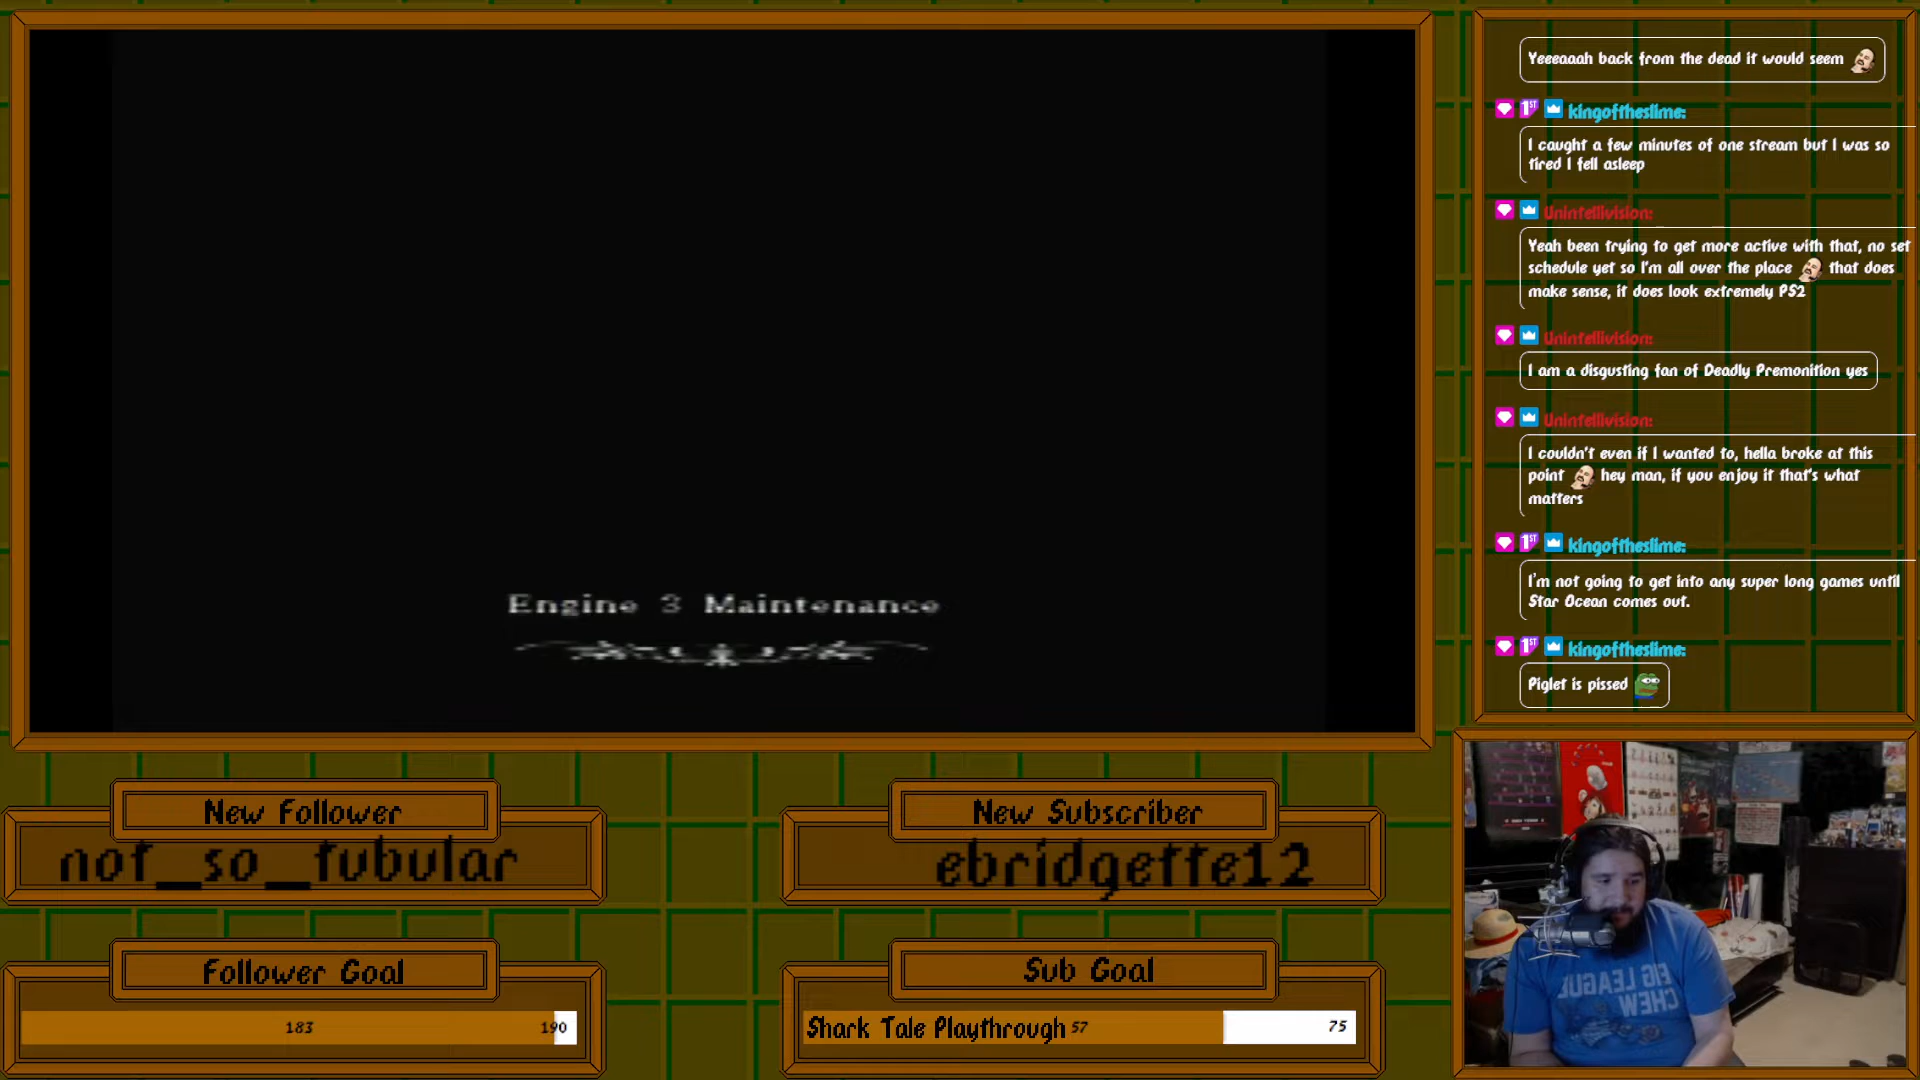 Engine 3 Maintenance
Yeeeaaah back from the dead it would seem
1ST kingoftheslime:
I caught a few minutes of one stream but I was so
tired I fell asleep
Unintellivision:
Yeah been trying to get more active with that, no set
schedule yet so I'm all over the place that does
make sense, it does look extremely PS2
Unintellivision:
I am a disgusting fan of Deadly Premonition yes
Unintellivision:
I couldn't even if I wanted to, hella broke at this
point hey man, if you enjoy it that's what
matters
1ST kingoftheslime:
I'm not going to get into any super long games until
Star Ocean comes out.
1ST kingoftheslime:
Piglet is pissed
New Follower
not_so_tubular
New Subscriber
ebridgette12
Follower Goal
183 190
Sub Goal
Shark Tale Playthrough 57 75
BIG LEAGUE
CHEW